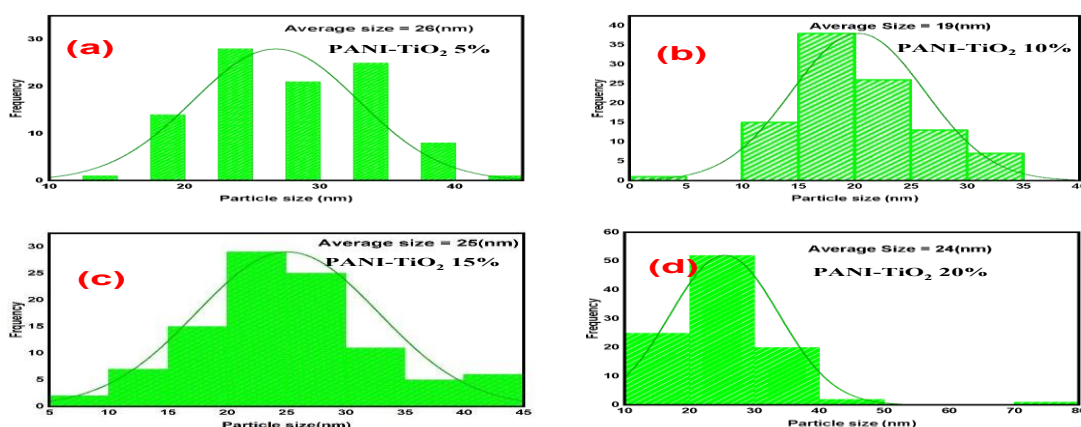 (a)
Average size = 26(nm)
PANI-TiO₂ 5%
Frquency
30
20
10
0
10 20 30 40
Particle size (nm)
(b)
Average Size = 19(nm)
PANI-TiO₂ 10%
Frequency
40
35
30
25
20
15
10
5
0
0 5 10 15 20 25 30 35 40
Particle size (nm)
(c)
Average size = 25(nm)
PANI-TiO₂ 15%
Frquency
30
25
20
15
10
5
0
5 10 15 20 25 30 35 40 45
Particle size(nm)
(d)
Average Size = 24(nm)
PANI-TiO₂ 20%
Frequency
60
50
40
30
20
10
0
10 20 30 40 50 60 70 80
Particle size (nm)